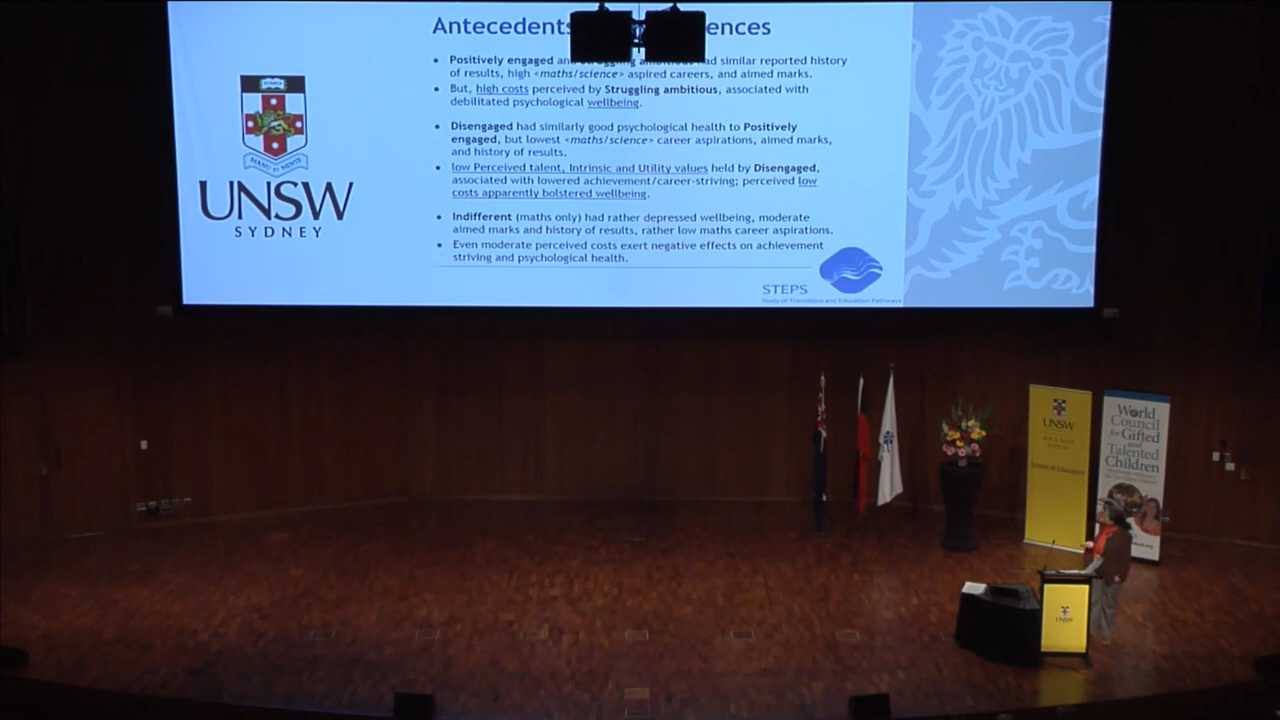 Antecedents ences
• Positively engaged and struggling ambitious had similar reported history
of results, high <maths/science> aspired careers, and aimed marks.
• But, high costs perceived by Struggling ambitious, associated with
debilitated psychological wellbeing.
• Disengaged had similarly good psychological health to Positively
engaged, but lowest <maths/science> career aspirations, aimed marks,
and history of results.
• low Perceived talent, Intrinsic and Utility values held by Disengaged,
associated with lowered achievement/career-striving; perceived low
costs apparently bolstered wellbeing.
• Indifferent (maths only) had rather depressed wellbeing, moderate
aimed marks and history of results, rather low maths career aspirations.
• Even moderate perceived costs exert negative effects on achievement
striving and psychological health.
SCIENTIA
MANU ET MENTE
UNSW
SYDNEY
STEPS
Study of Transitions and Education Pathways
UNSW
School of Education
World
Council
for Gifted
and
Talented
Children
UNSW